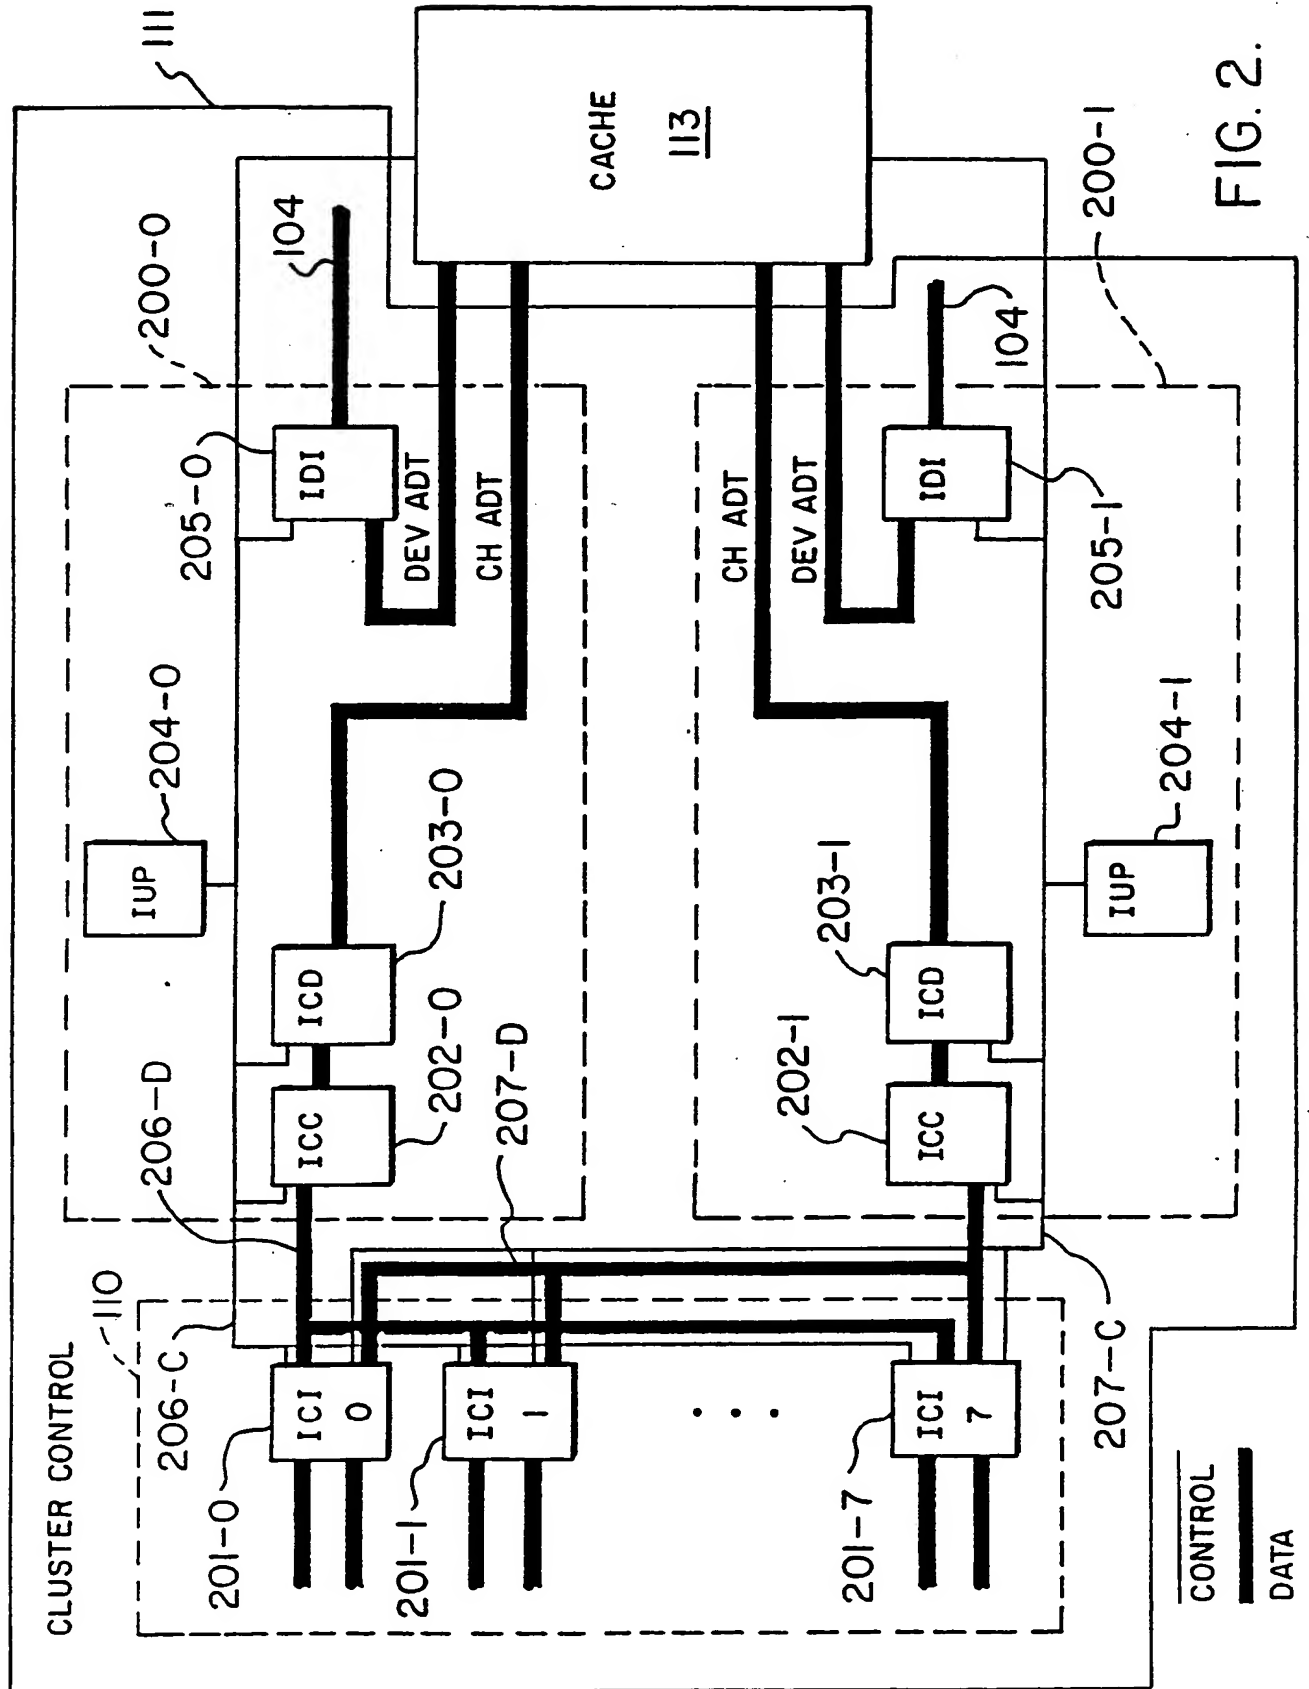 CLUSTER CONTROL
110
206-C
206-D
204-0
200-0
111
201-0
ICI
0
ICC
ICD
IUP
205-0
IDI
104
202-0
203-0
DEV ADT
CH ADT
CACHE
113
201-1
ICI
1
207-D
. . .
202-1
203-1
CH ADT
DEV ADT
201-7
ICI
7
ICC
ICD
IDI
104
205-1
IUP
204-1
200-1
207-C
CONTROL
DATA
FIG. 2.